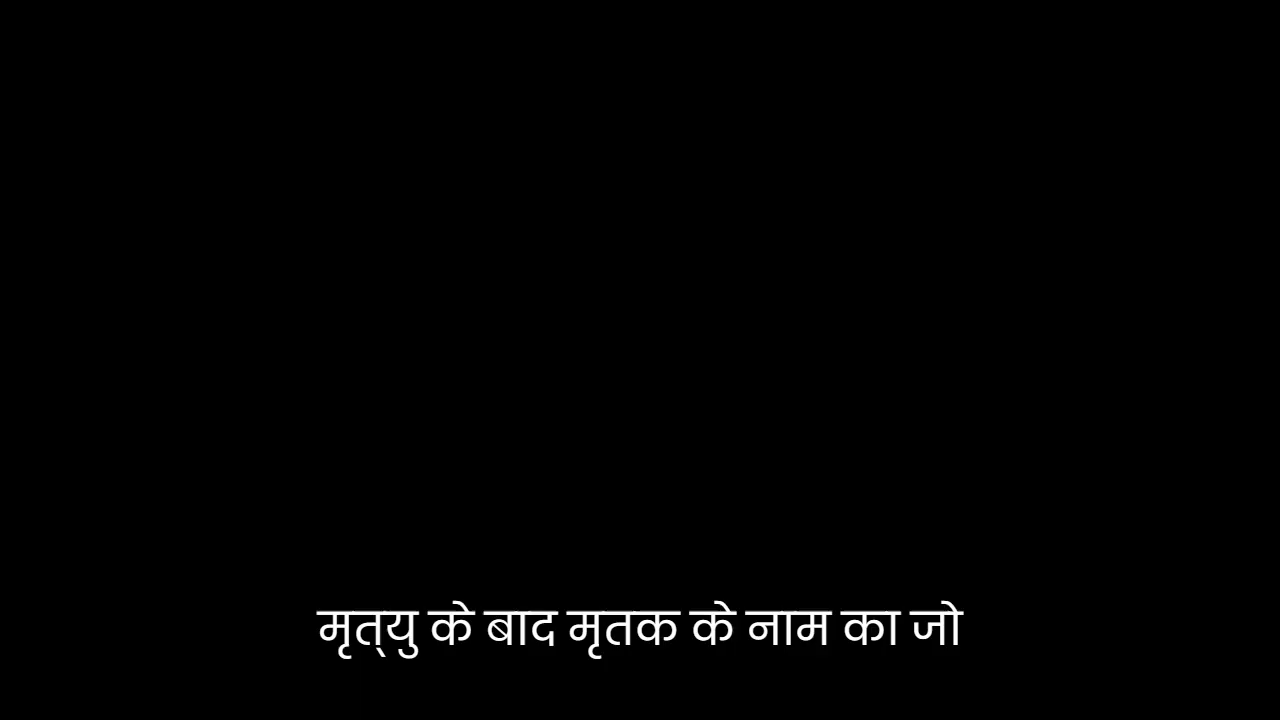 मृत्‌यु के बाद मृतक के नाम का जो